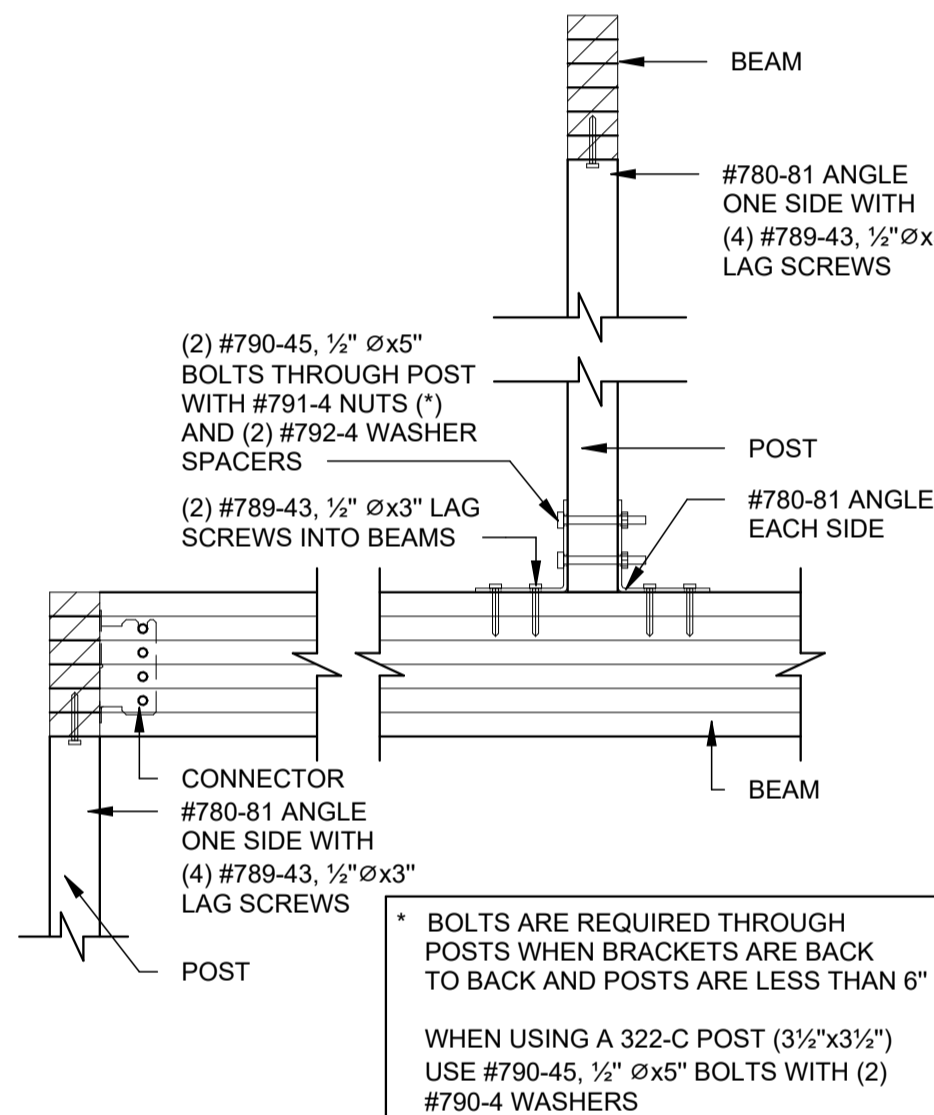 BEAM
#780-81 ANGLE
ONE SIDE WITH
(4) #789-43, ½"Øx
LAG SCREWS
(2) #790-45, ½" Øx5"
BOLTS THROUGH POST
WITH #791-4 NUTS (*)
AND (2) #792-4 WASHER
SPACERS
POST
(2) #789-43, ½" Øx3" LAG
SCREWS INTO BEAMS
#780-81 ANGLE
EACH SIDE
CONNECTOR
#780-81 ANGLE
ONE SIDE WITH
(4) #789-43, ½"Øx3"
LAG SCREWS
BEAM
POST
* BOLTS ARE REQUIRED THROUGH
POSTS WHEN BRACKETS ARE BACK
TO BACK AND POSTS ARE LESS THAN 6"
WHEN USING A 322-C POST (3½"x3½")
USE #790-45, ½" Øx5" BOLTS WITH (2)
#790-4 WASHERS